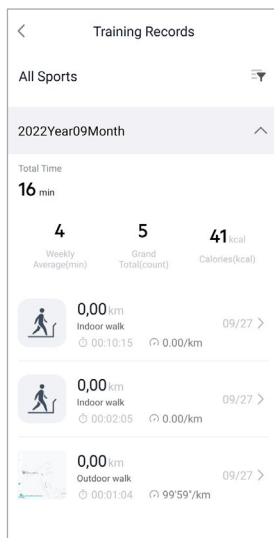 Training Records
All Sports
2022Year09Month
Total Time
16 min
4
Weekly
Average(min)
5
Grand
Total(count)
41 kcal
Calories(kcal)
0,00 km
Indoor walk
00:10:15 0.00/km
09/27
0,00 km
Indoor walk
00:02:05 0.00/km
09/27
0,00 km
Outdoor walk
00:01:04 99'59"/km
09/27